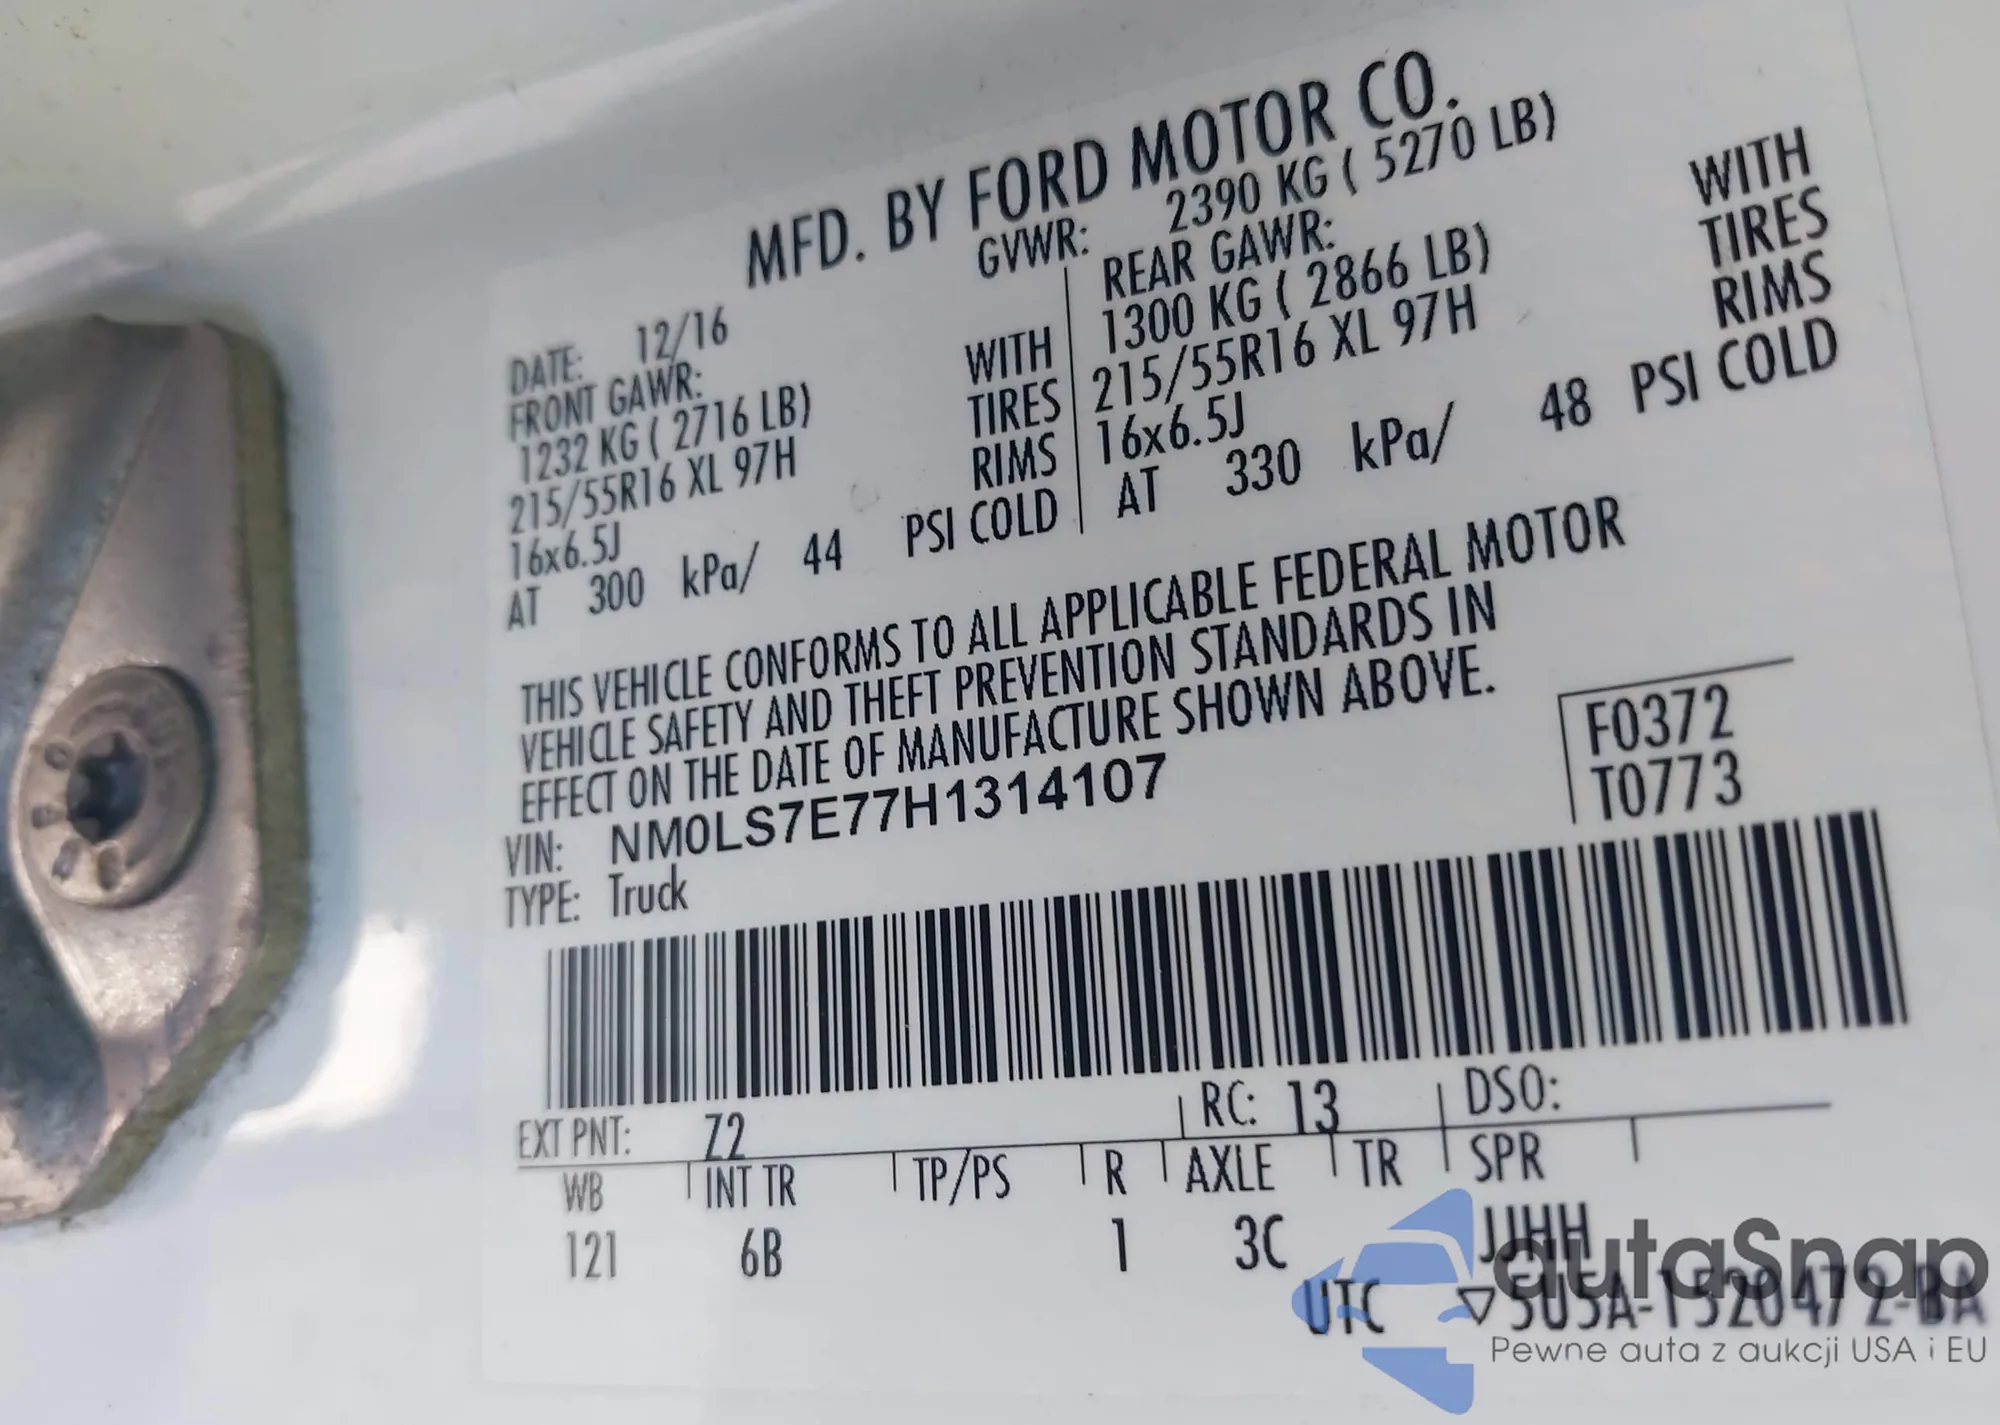 MFD. BY FORD MOTOR CO.
DATE: 12/16
GVWR: 2390 KG ( 5270 LB)
FRONT GAWR:
1232 KG ( 2716 LB) WITH
215/55R16 XL 97H TIRES
16x6.5J RIMS
AT 300 kPa/ 44 PSI COLD
REAR GAWR:
1300 KG ( 2866 LB) WITH
215/55R16 XL 97H TIRES
16x6.5J RIMS
AT 330 kPa/ 48 PSI COLD
THIS VEHICLE CONFORMS TO ALL APPLICABLE FEDERAL MOTOR
VEHICLE SAFETY AND THEFT PREVENTION STANDARDS IN
EFFECT ON THE DATE OF MANUFACTURE SHOWN ABOVE.
F0372
T0773
VIN: NM0LS7E77H1314107
TYPE: Truck
EXT PNT: Z2 RC: 13 DSO:
WB INT TR TP/PS R AXLE TR SPR
121 6B 1 3C JJHH
UTC ▽5U5A-1520472-BA
autaSnap
Pewne auta z aukcji USA i EU